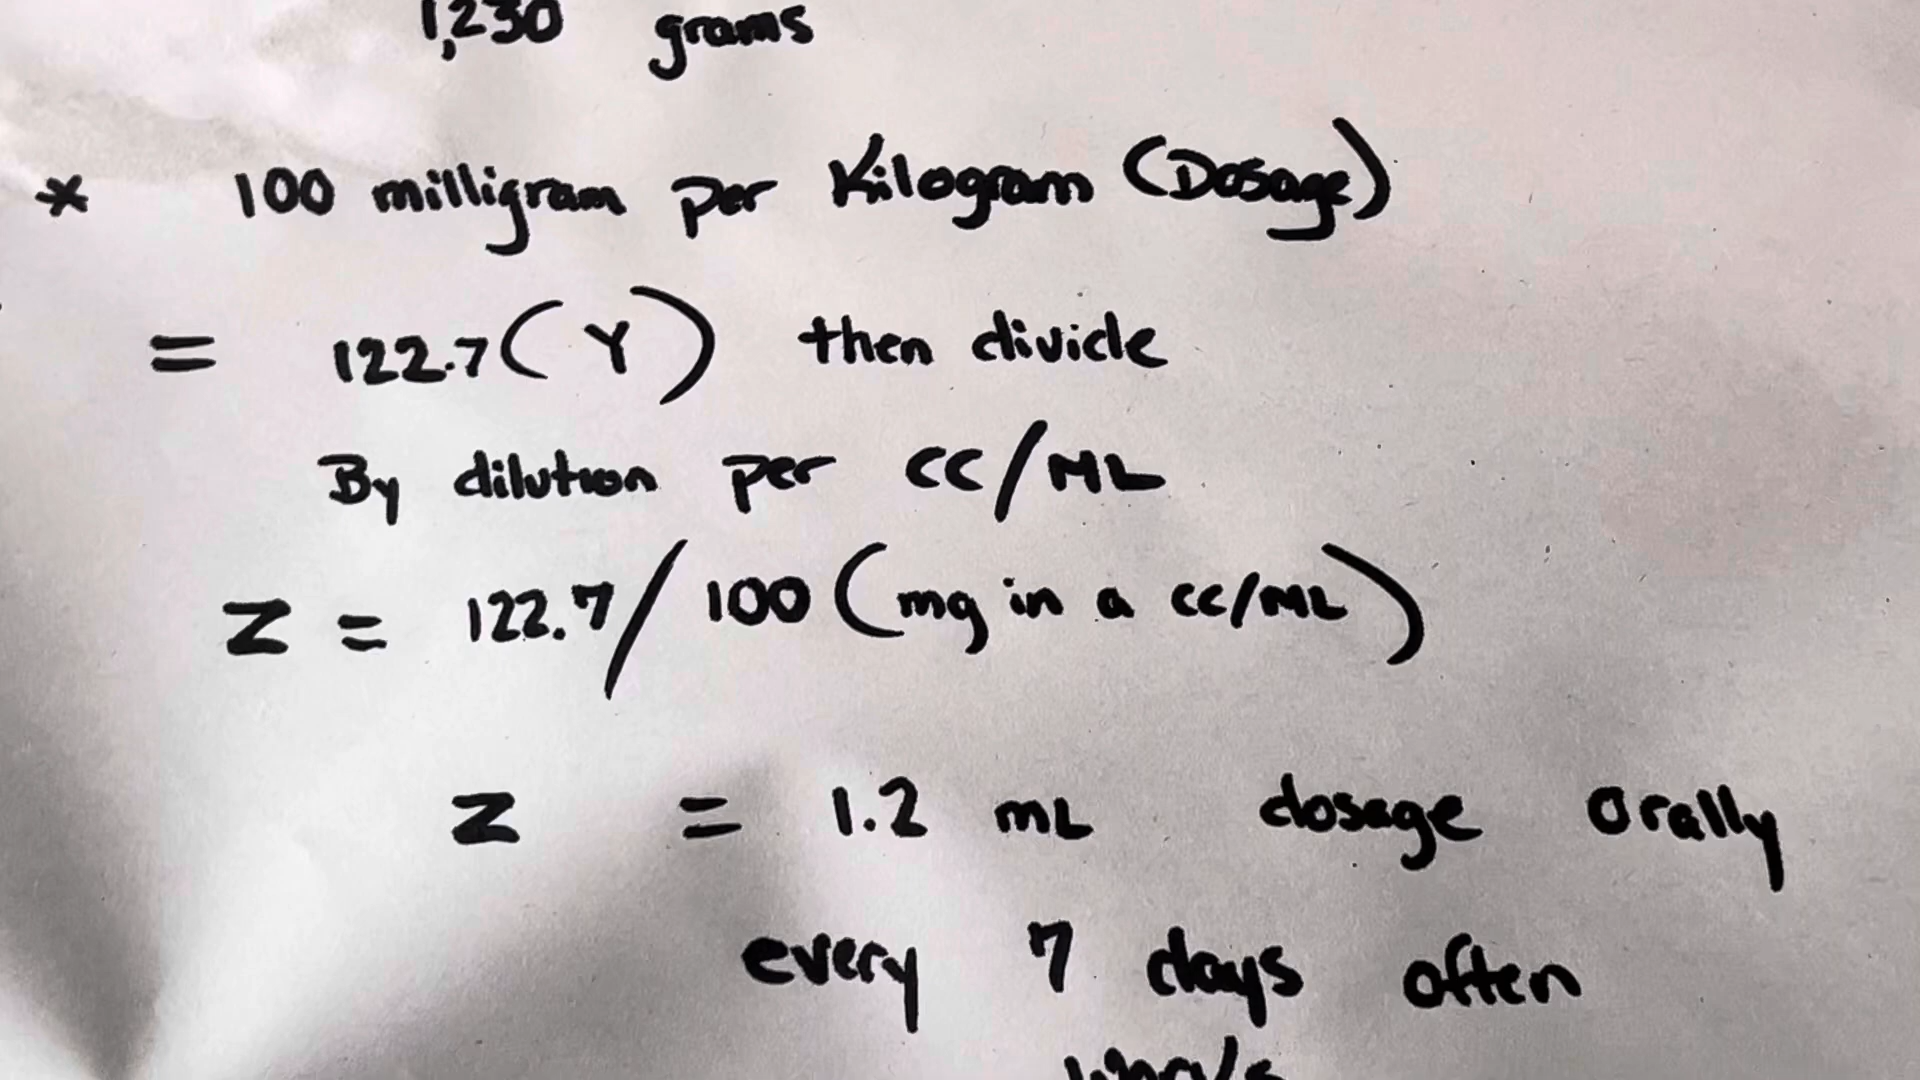 1,230 grams
* 100 milligram per Kilogram (Dosage)
= 122.7 (Y) then divide
By dilution per CC/ML
Z = 122.7 / 100 (mg in a cc/ML)
Z = 1.2 mL dosage orally
every 7 days often